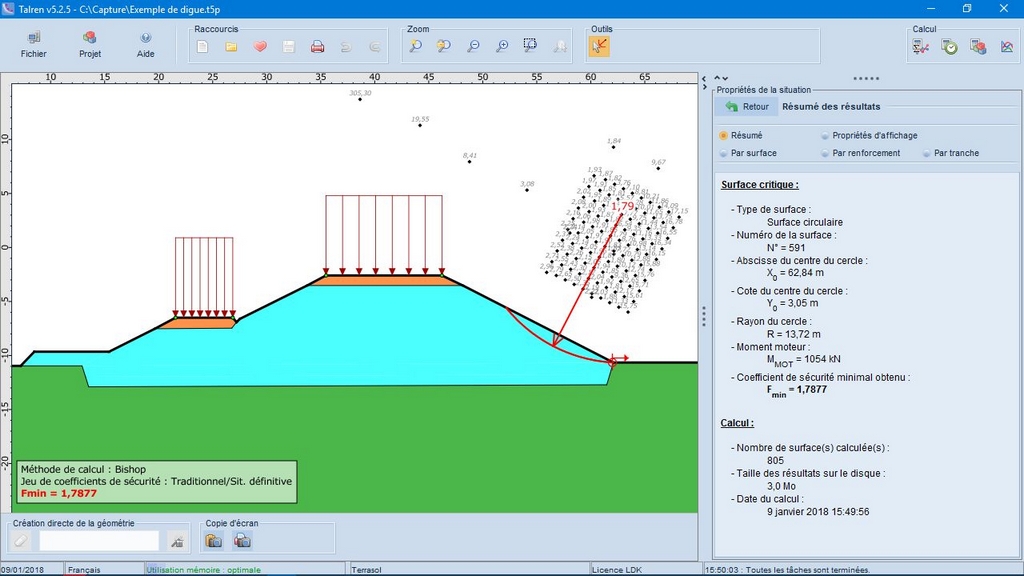 Talren v5.2.5 - C:\Capture\Exemple de digue.t5p
Fichier
Projet
Aide
Raccourcis
Zoom
Outils
Calcul
10 15 20 25 30 35 40 45 50 55 60 65
10
5
0
-5
-10
-15
-20
305,30
19,55
8,41
3,08
1,84
9,67
1,79
Méthode de calcul : Bishop
Jeu de coefficients de sécurité : Traditionnel/Sit. définitive
Fmin = 1,7877
Création directe de la géométrie
Copie d'écran
Propriétés de la situation
Retour
Résumé des résultats
Résumé
Propriétés d'affichage
Par surface
Par renforcement
Par tranche
Surface critique :
- Type de surface :
Surface circulaire
- Numéro de la surface :
N° = 591
- Abscisse du centre du cercle :
X0 = 62,84 m
- Cote du centre du cercle :
Y0 = 3,05 m
- Rayon du cercle :
R = 13,72 m
- Moment moteur :
MMOT = 1054 kN
- Coefficient de sécurité minimal obtenu :
Fmin = 1,7877
Calcul :
- Nombre de surface(s) calculée(s) :
805
- Taille des résultats sur le disque :
3,0 Mo
- Date du calcul :
9 janvier 2018 15:49:56
09/01/2018
Français
Utilisation mémoire : optimale
Terrasol
Licence LDK
15:50:03 : Toutes les tâches sont terminées.